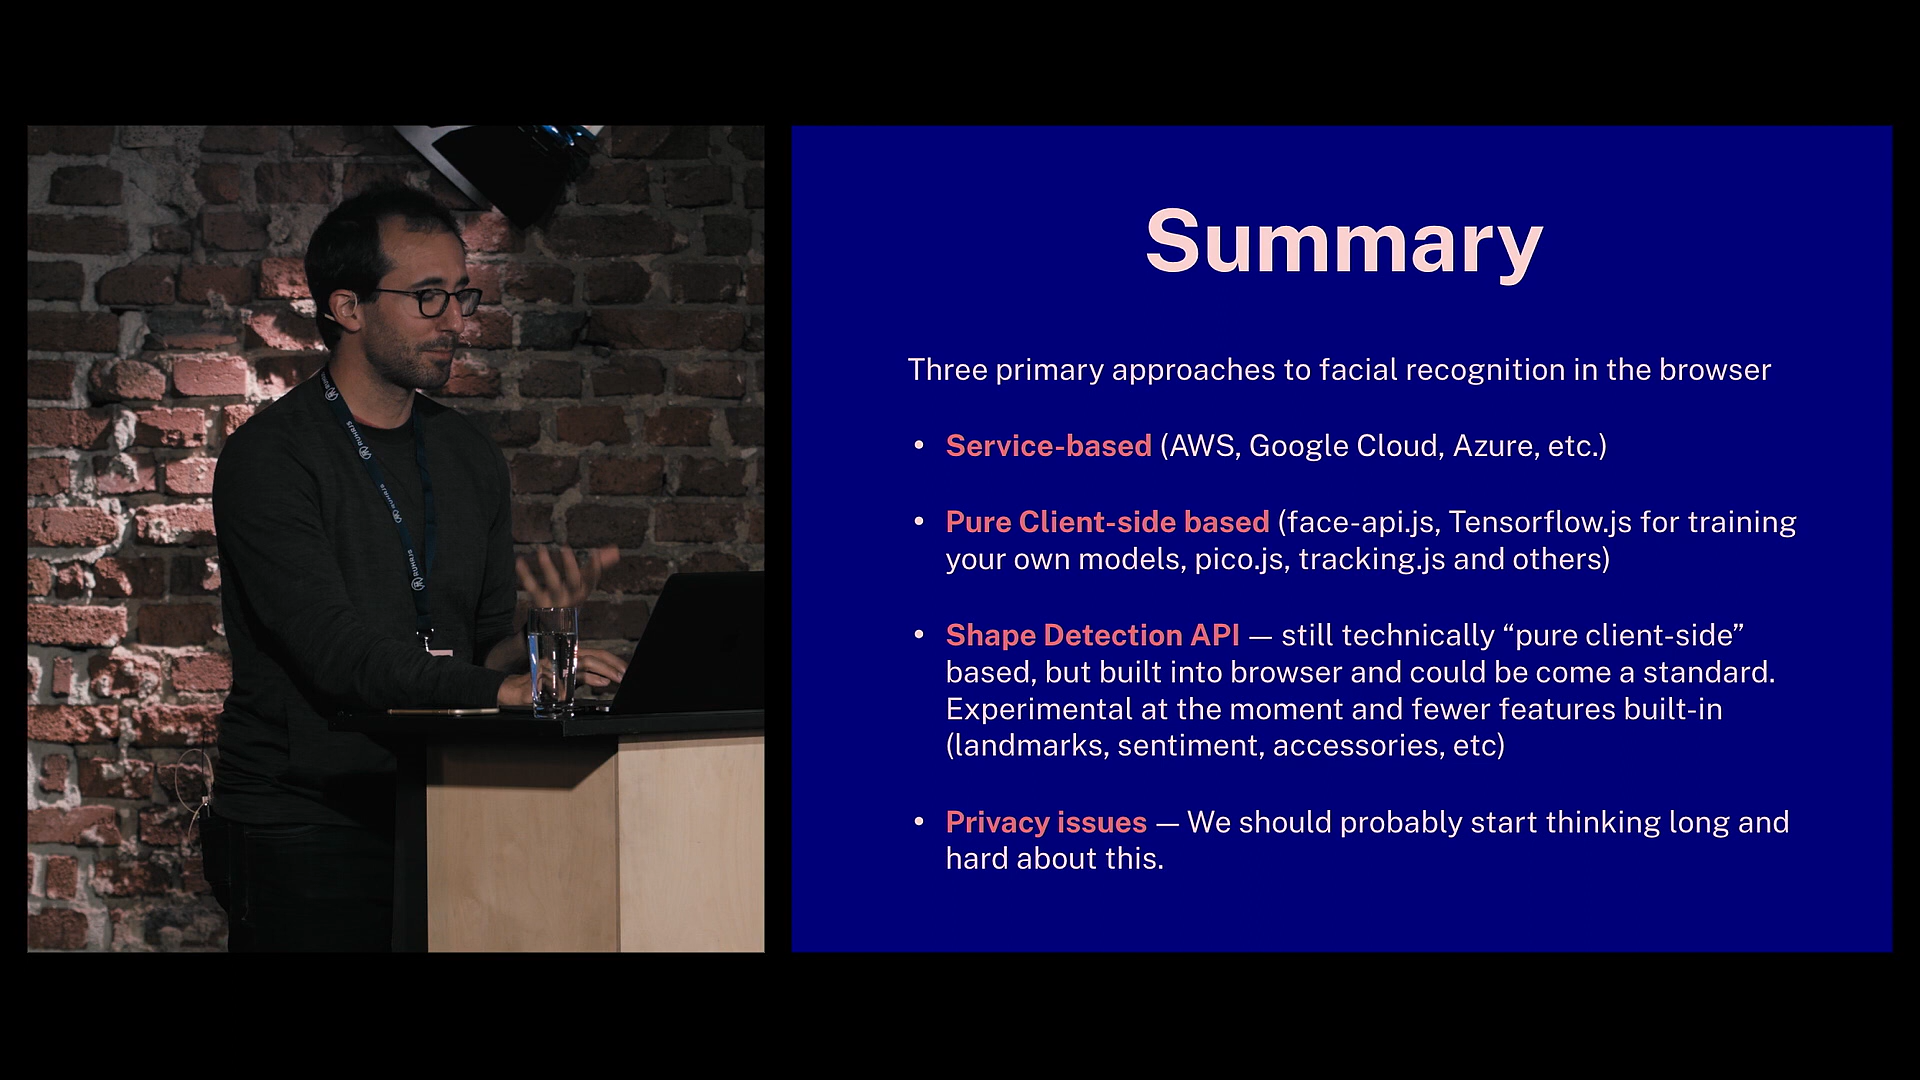 RUHRJS
RUHRJS
RUHRJS
Summary
Three primary approaches to facial recognition in the browser
• Service-based (AWS, Google Cloud, Azure, etc.)
• Pure Client-side based (face-api.js, Tensorflow.js for training
your own models, pico.js, tracking.js and others)
• Shape Detection API — still technically “pure client-side”
based, but built into browser and could be come a standard.
Experimental at the moment and fewer features built-in
(landmarks, sentiment, accessories, etc)
• Privacy issues — We should probably start thinking long and
hard about this.